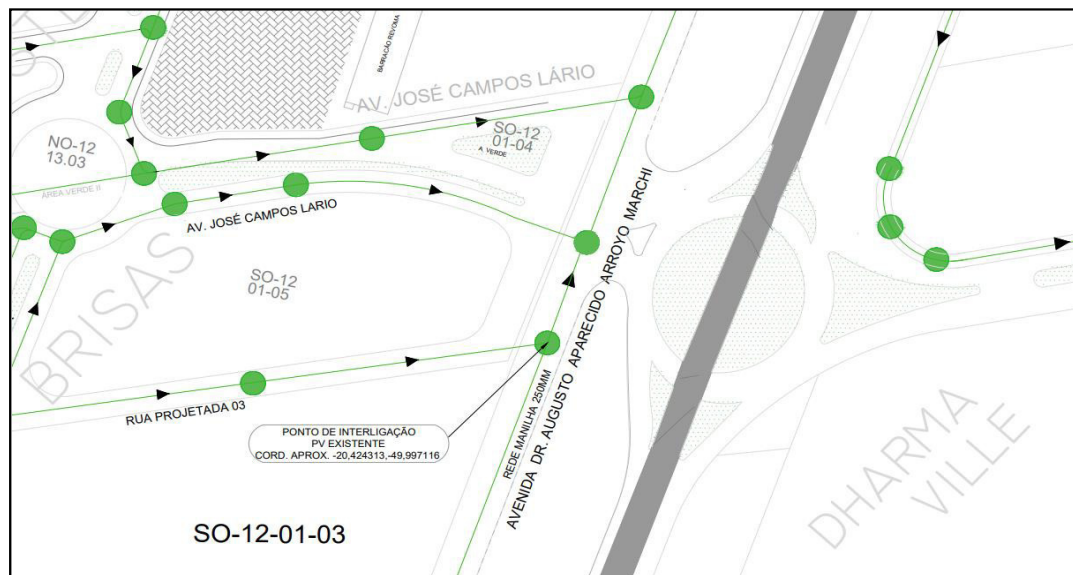 BARRACÃO REVOMA
AV. JOSÉ CAMPOS LÁRIO
SO-12
01-04
A. VERDE
NO-12
13.03
ÁREA VERDE II
AV. JOSÉ CAMPOS LARIO
SO-12
01-05
BRISAS
RUA PROJETADA 03
PONTO DE INTERLIGAÇÃO
PV EXISTENTE
CORD. APROX. -20,424313,-49,997116
REDE MANILHA 250MM
AVENIDA DR. AUGUSTO APARECIDO ARROYO MARCHI
SO-12-01-03
DHARMA
VILLE